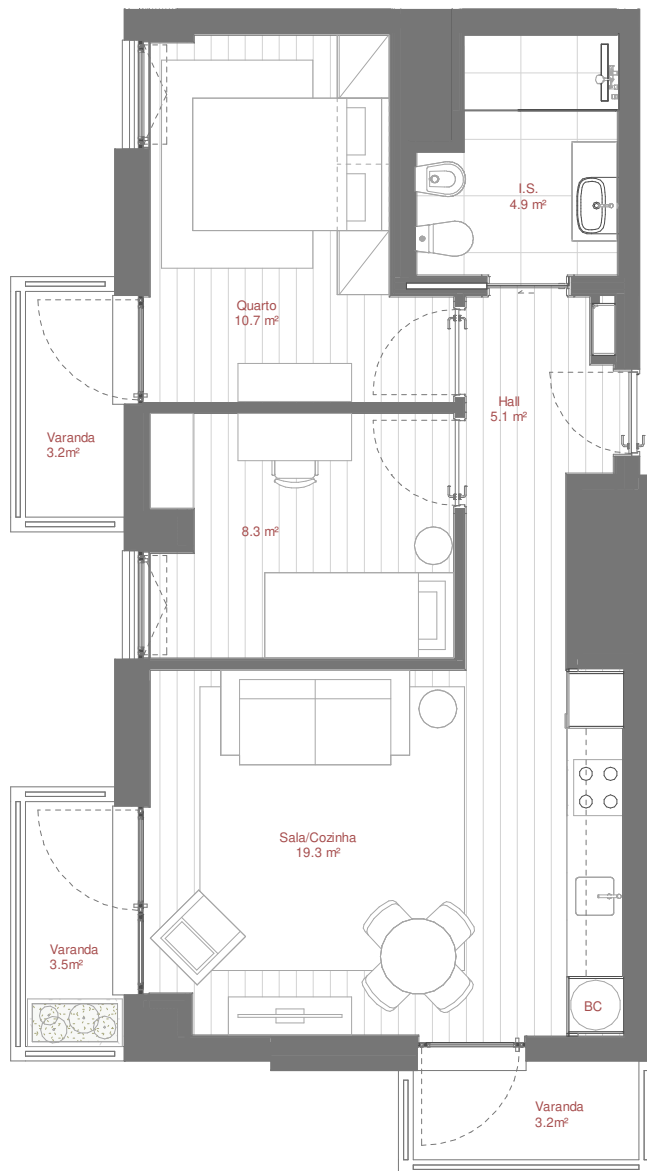 I.S.
4.9 m²
Quarto
10.7 m²
Hall
5.1 m²
Varanda
3.2m²
8.3 m²
Sala/Cozinha
19.3 m²
Varanda
3.5m²
BC
Varanda
3.2m²